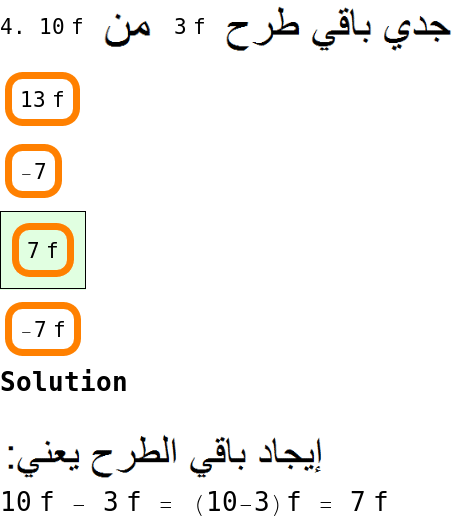 4. جدي باقي طرح 3 f من 10 f
13 f
-7
7 f
-7 f
Solution
إيجاد باقي الطرح يعني:
10 f - 3 f = (10-3) f = 7 f